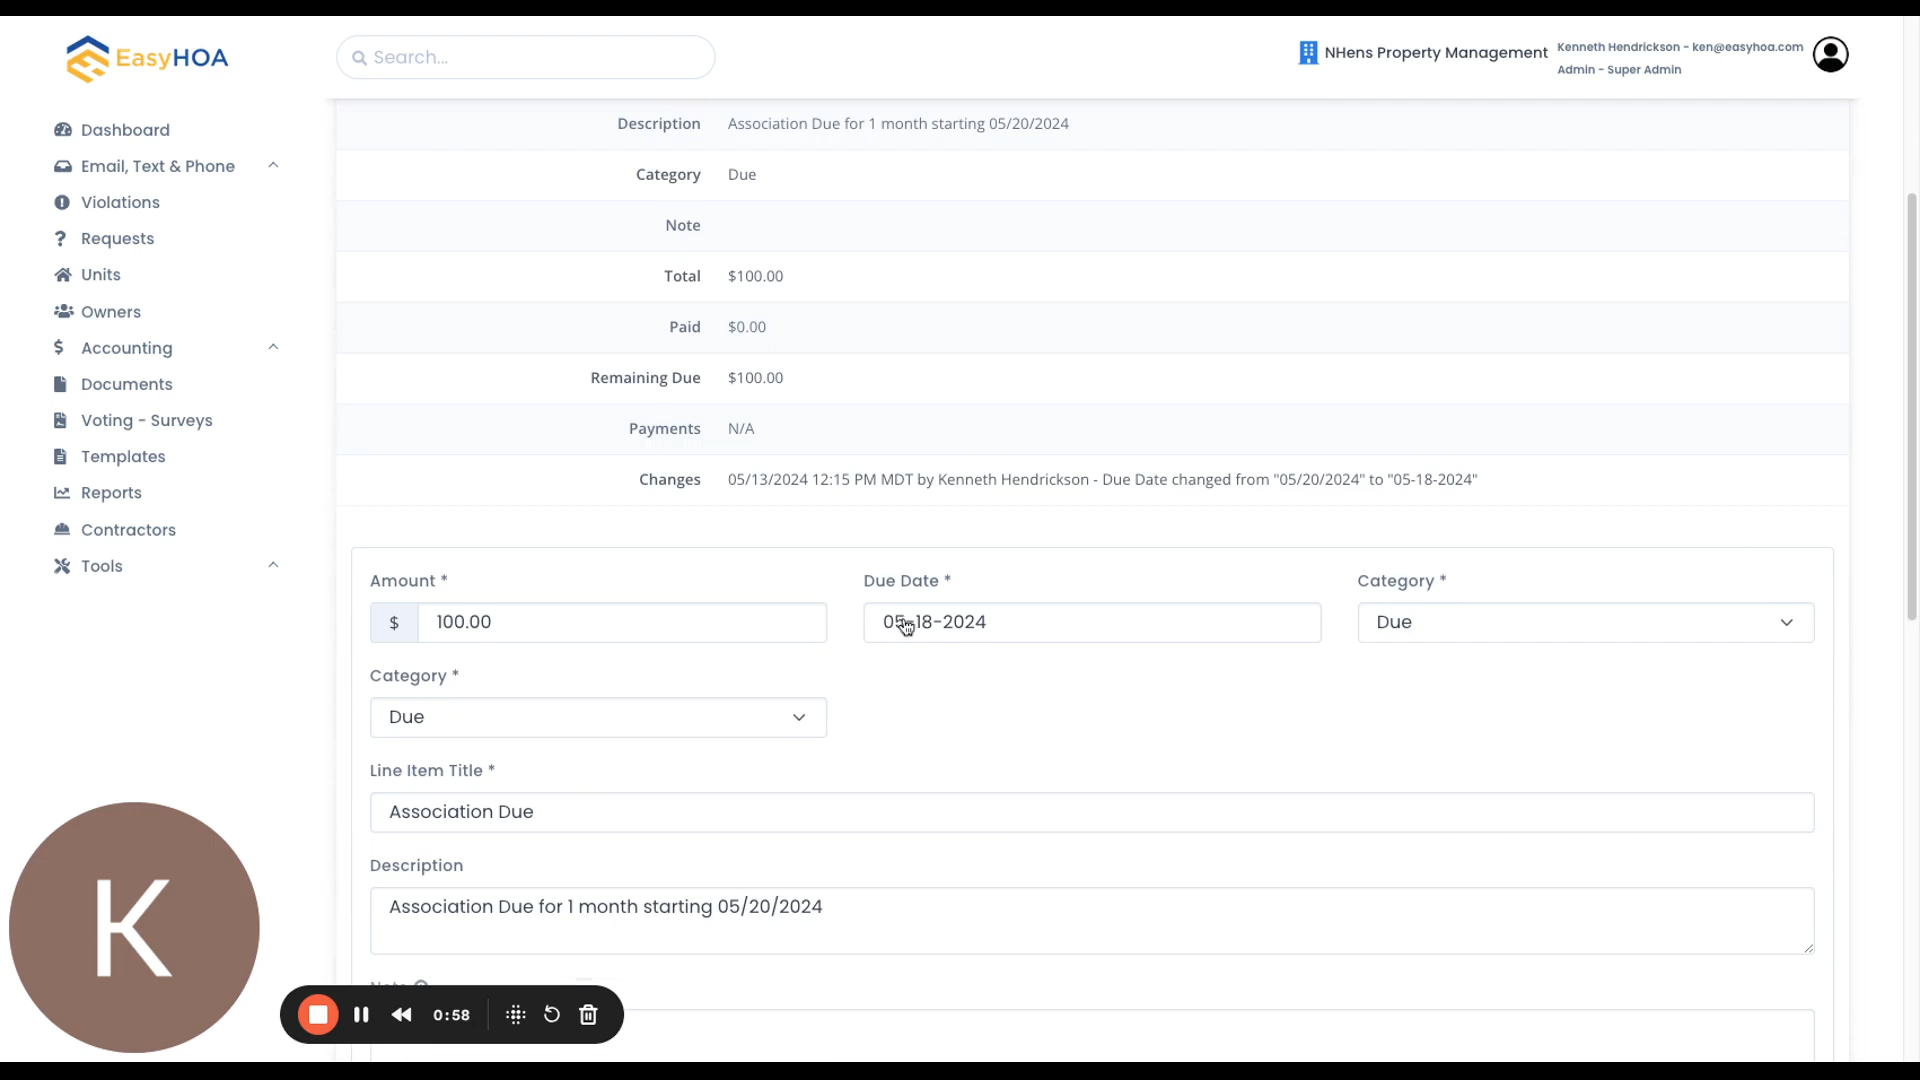 EasyHOA
Search...
NHens Property Management
Kenneth Hendrickson - ken@easyhoa.com
Admin - Super Admin
Dashboard
Email, Text & Phone
Violations
Requests
Units
Owners
Accounting
Documents
Voting - Surveys
Templates
Reports
Contractors
Tools
Description Association Due for 1 month starting 05/20/2024
Category Due
Note
Total $100.00
Paid $0.00
Remaining Due $100.00
Payments N/A
Changes 05/13/2024 12:15 PM MDT by Kenneth Hendrickson - Due Date changed from "05/20/2024" to "05-18-2024"
Amount * Due Date * Category *
$ 100.00 05-18-2024 Due
Category *
Due
Line Item Title *
Association Due
Description
Association Due for 1 month starting 05/20/2024
K
0:58